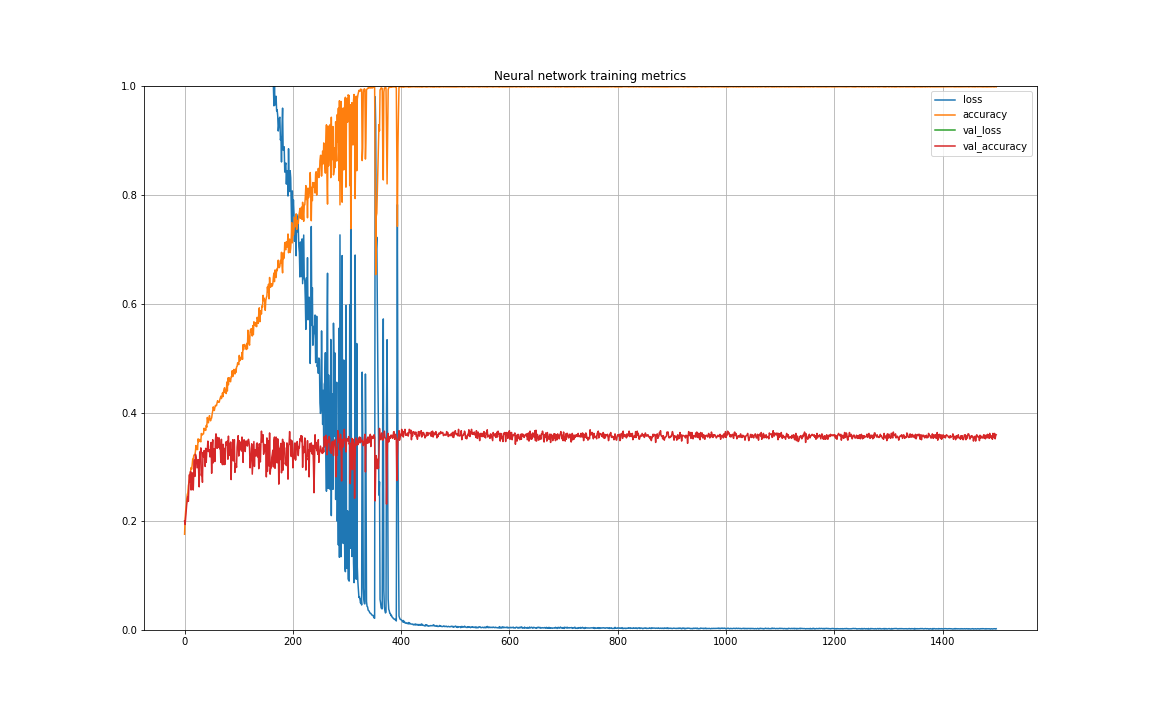 Neural network training metrics
1.0
loss
accuracy
val_loss
val_accuracy
0.8
0.6
0.4
0.2
0.0
0 200 400 600 800 1000 1200 1400